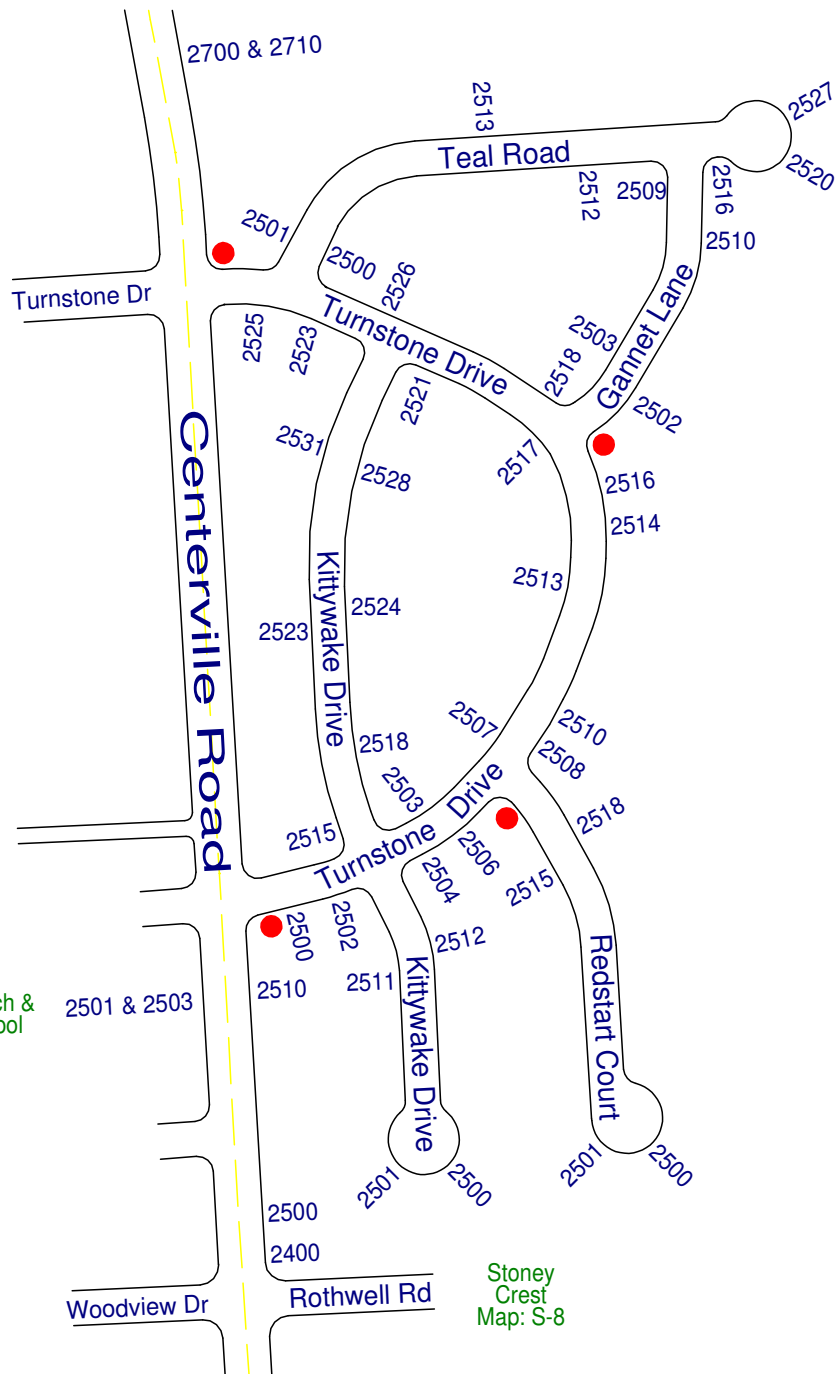 2700 & 2710
2513
2527
Teal Road
2520
2512
2509
2516
2501
2510
2500
2526
Turnstone Dr
Turnstone Drive
Gannet Lane
2525
2523
2503
2518
2521
2502
2531
2517
2528
2516
2514
Centerville Road
2513
Kittywake Drive
2524
2523
2507
2510
2518
2508
2503
Turnstone Drive
2518
2515
2506
2504
2515
2500
2502
2512
2511
2510
Kittywake Drive
Redstart Court
ch &
ool
2501 & 2503
2501
2500
2501
2500
2500
2400
Woodview Dr
Rothwell Rd
Stoney
Crest
Map: S-8